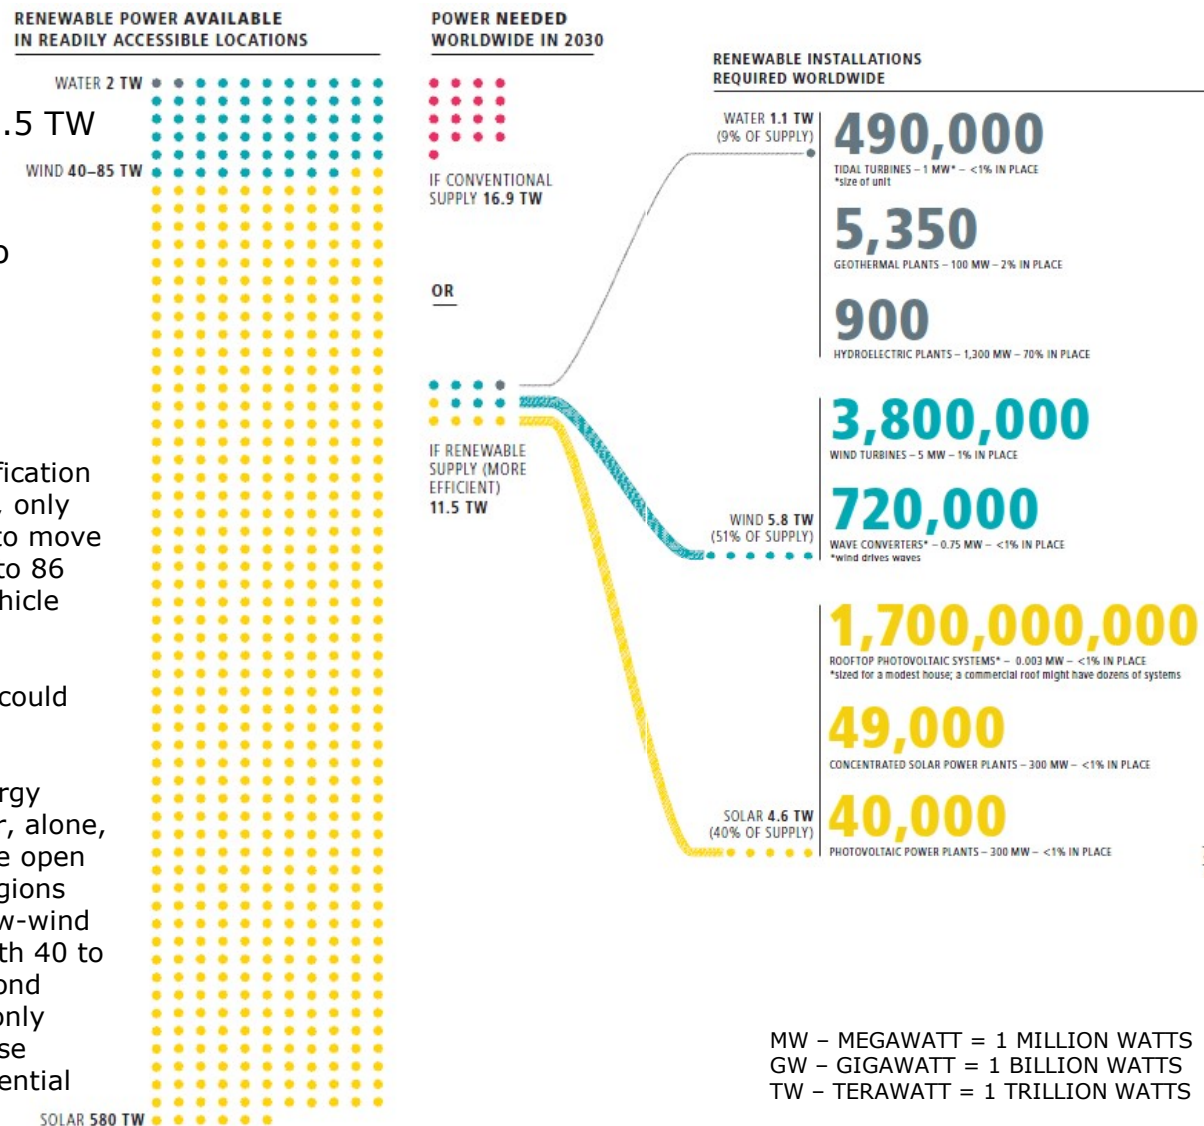 RENEWABLE POWER AVAILABLE
IN READILY ACCESSIBLE LOCATIONS
WATER 2 TW
.5 TW
WIND 40–85 TW
SOLAR 580 TW
ification
, only
to move
to 86
hicle
could
rgy
r, alone,
e open
gions
w-wind
th 40 to
ond
only
se
ential
POWER NEEDED
WORLDWIDE IN 2030
IF CONVENTIONAL
SUPPLY 16.9 TW
OR
IF RENEWABLE
SUPPLY (MORE
EFFICIENT)
11.5 TW
RENEWABLE INSTALLATIONS
REQUIRED WORLDWIDE
WATER 1.1 TW
(9% OF SUPPLY)
490,000
TIDAL TURBINES – 1 MW* – <1% IN PLACE
*size of unit
5,350
GEOTHERMAL PLANTS – 100 MW – 2% IN PLACE
900
HYDROELECTRIC PLANTS – 1,300 MW – 70% IN PLACE
WIND 5.8 TW
(51% OF SUPPLY)
3,800,000
WIND TURBINES – 5 MW – 1% IN PLACE
720,000
WAVE CONVERTERS* – 0.75 MW – <1% IN PLACE
*wind drives waves
SOLAR 4.6 TW
(40% OF SUPPLY)
1,700,000,000
ROOFTOP PHOTOVOLTAIC SYSTEMS* – 0.003 MW – <1% IN PLACE
*sized for a modest house; a commercial roof might have dozens of systems
49,000
CONCENTRATED SOLAR POWER PLANTS – 300 MW – <1% IN PLACE
40,000
PHOTOVOLTAIC POWER PLANTS – 300 MW – <1% IN PLACE
MW – MEGAWATT = 1 MILLION WATTS
GW – GIGAWATT = 1 BILLION WATTS
TW – TERAWATT = 1 TRILLION WATTS